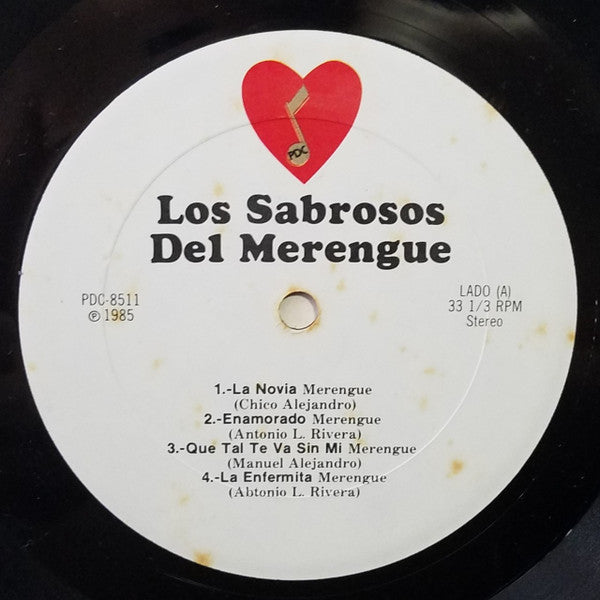 PDC
Los Sabrosos
Del Merengue
PDC-8511
℗ 1985
LADO (A)
33 1/3 RPM
Stereo
1.-La Novia Merengue
(Chico Alejandro)
2.-Enamorado Merengue
(Antonio L. Rivera)
3.-Que Tal Te Va Sin Mi Merengue
(Manuel Alejandro)
4.-La Enfermita Merengue
(Abtonio L. Rivera)